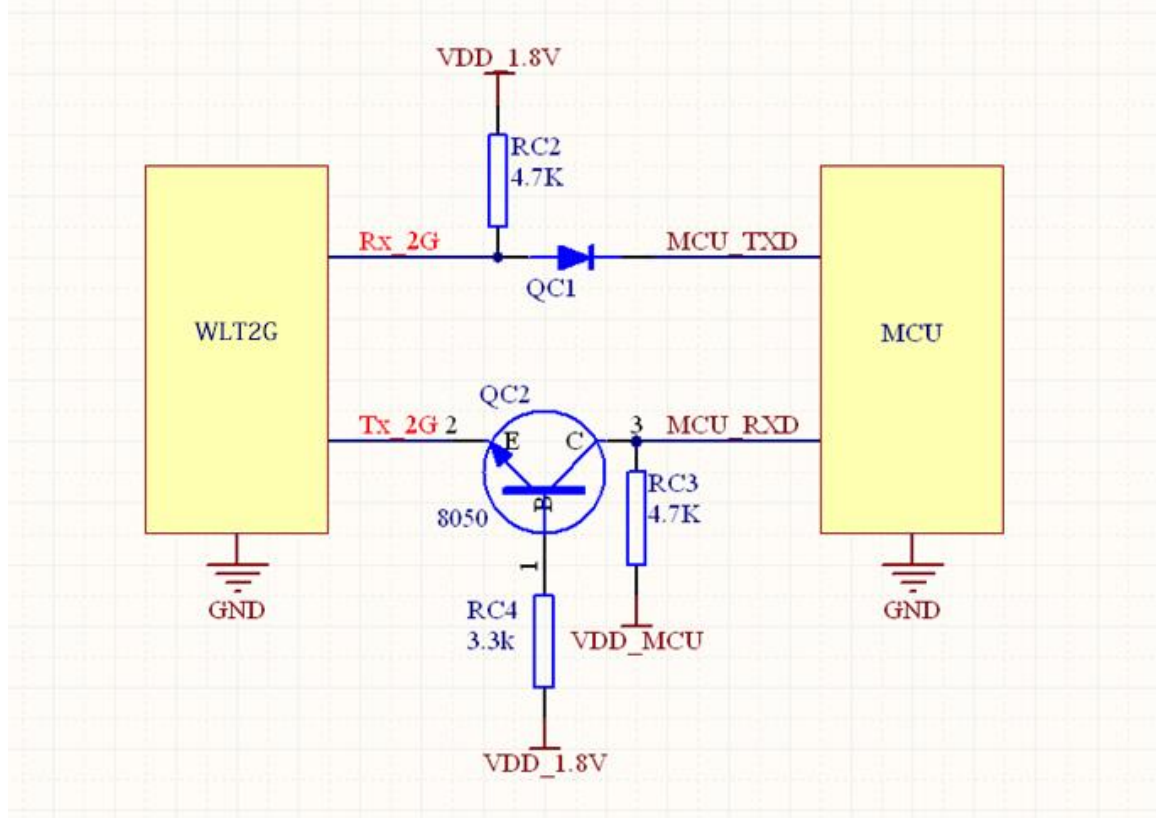 VDD_1.8V
RC2
4.7K
Rx_2G
MCU_TXD
QC1
WLT2G
MCU
QC2
Tx_2G 2
E
C
3
MCU_RXD
B
8050
RC3
4.7K
1
GND
GND
RC4
3.3k
VDD_MCU
VDD_1.8V